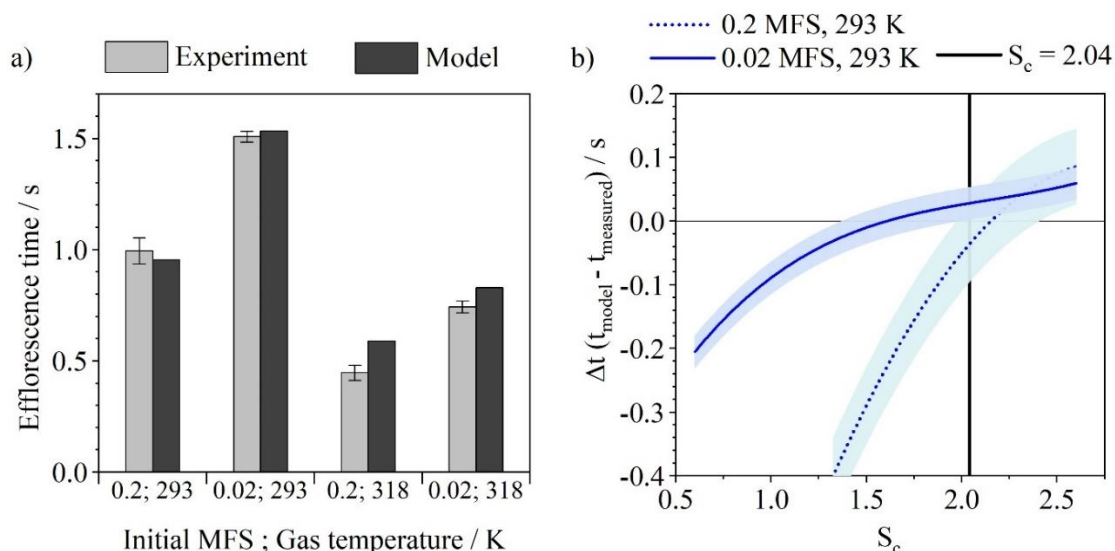 a)
Experiment
Model
Efflorescence time / s
1.5
1.0
0.5
0.0
0.2; 293
0.02; 293
0.2; 318
0.02; 318
Initial MFS ; Gas temperature / K
b)
0.2 MFS, 293 K
0.02 MFS, 293 K
S_c = 2.04
Δt (t_model - t_measured) / s
0.2
0.1
0.0
-0.1
-0.2
-0.3
-0.4
0.5
1.0
1.5
2.0
2.5
S_c